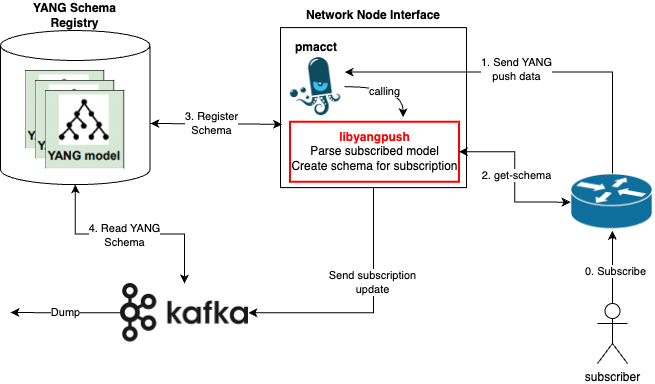 YANG Schema
Registry
Y
Y
YANG model
Network Node Interface
pmacct
calling
libyangpush
Parse subscribed model
Create schema for subscription
1. Send YANG
push data
2. get-schema
3. Register
Schema
4. Read YANG
Schema
Send subscription
update
0. Subscribe
Dump
kafka
subscriber